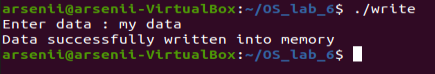 arsenii@arsenii-VirtualBox:~/OS_lab_6$ ./write
Enter data : my data
Data successfully written into memory
arsenii@arsenii-VirtualBox:~/OS_lab_6$